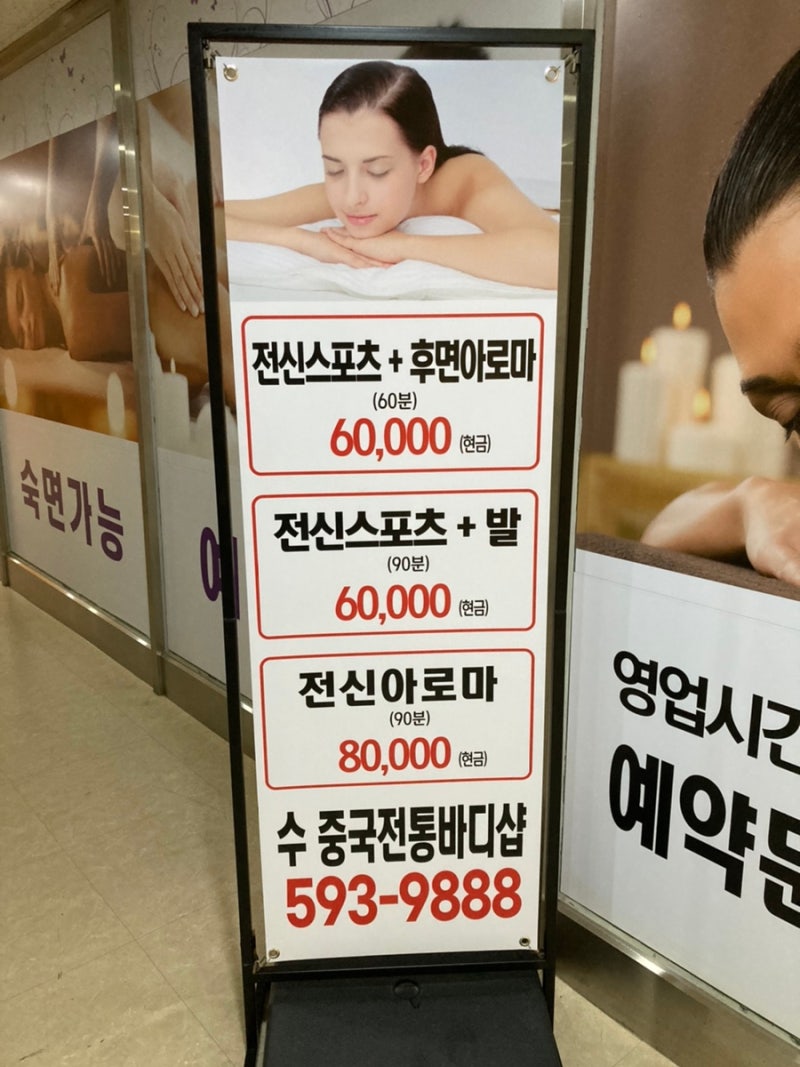 전신스포츠 + 후면아로마
(60분)
60,000 (현금)
전신스포츠 + 발
(90분)
60,000 (현금)
전신아로마
(90분)
80,000 (현금)
수 중국전통바디샵
593-9888
숙면가능
영업시간
예약문